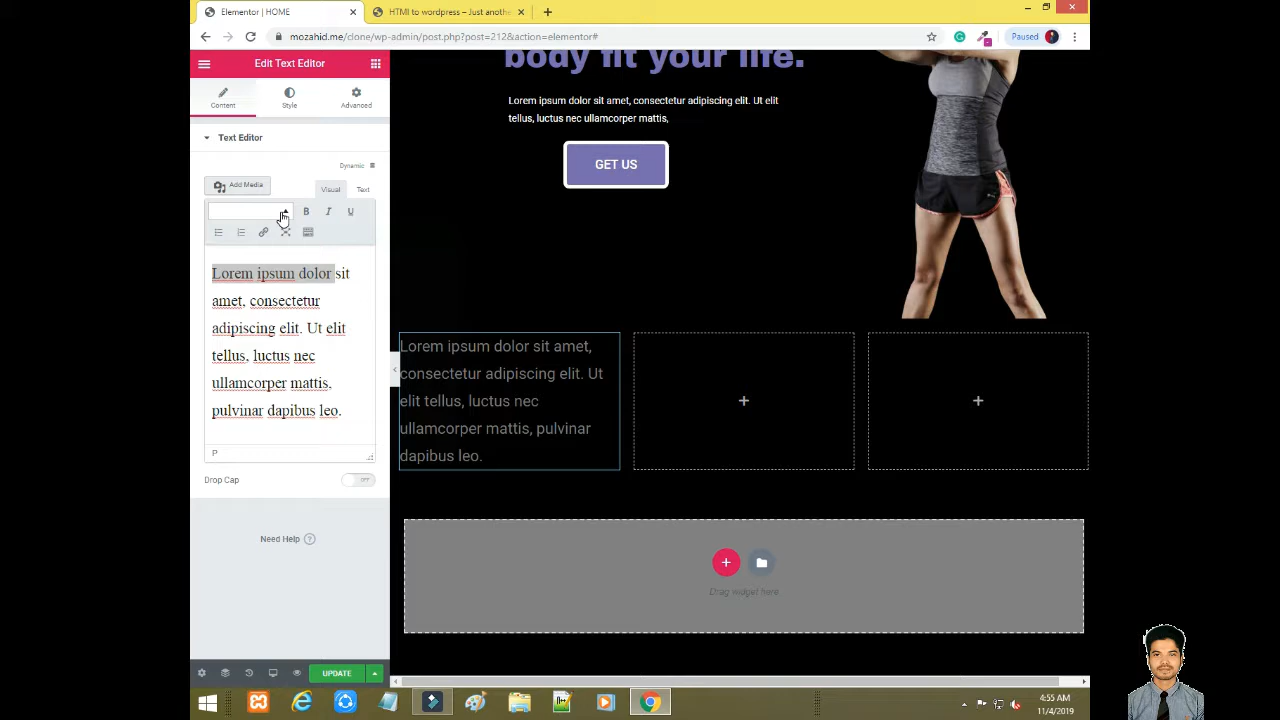 Elementor | HOME
HTMl to wordpress – Just anothe
mozahid.me/clone/wp-admin/post.php?post=212&action=elementor#
Paused
Edit Text Editor
Content
Style
Advanced
Text Editor
Dynamic
Add Media
Visual
Text
B I U
Lorem ipsum dolor sit
amet, consectetur
adipiscing elit. Ut elit
tellus, luctus nec
ullamcorper mattis,
pulvinar dapibus leo.
P
Drop Cap
OFF
Need Help ?
UPDATE
body fit your life.
Lorem ipsum dolor sit amet, consectetur adipiscing elit. Ut elit
tellus, luctus nec ullamcorper mattis,
GET US
Lorem ipsum dolor sit amet,
consectetur adipiscing elit. Ut
elit tellus, luctus nec
ullamcorper mattis, pulvinar
dapibus leo.
Drag widget here
4:55 AM
11/4/2019